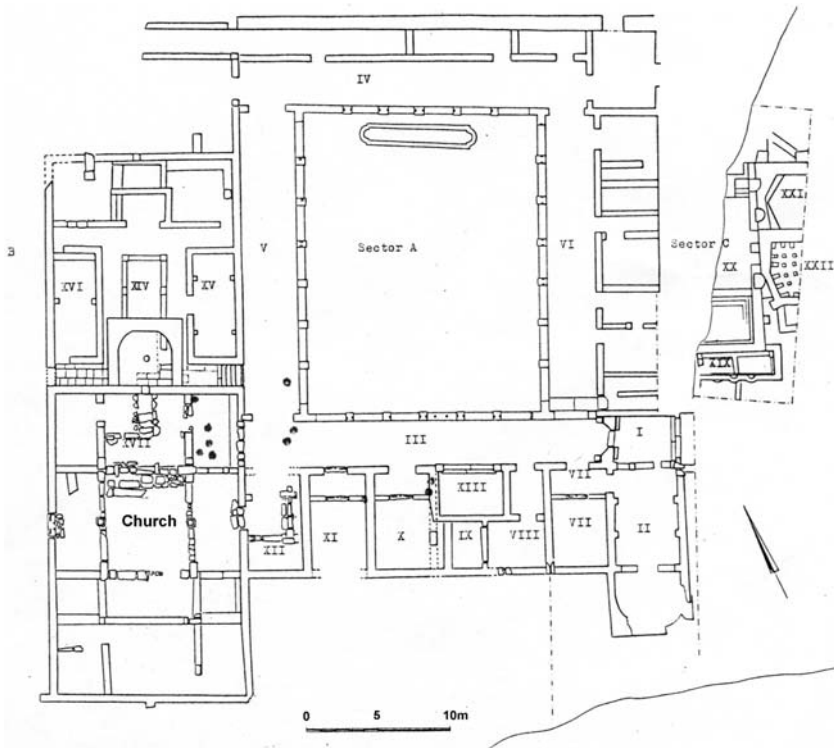 IV
XXI
B
V
Sector A
VI
Sector C
XX
XXII
XVI
XIV
XV
XIX
XVII
III
I
VII
XIII
Church
XII
XI
X
IX
VIII
VII
II
0 5 10m